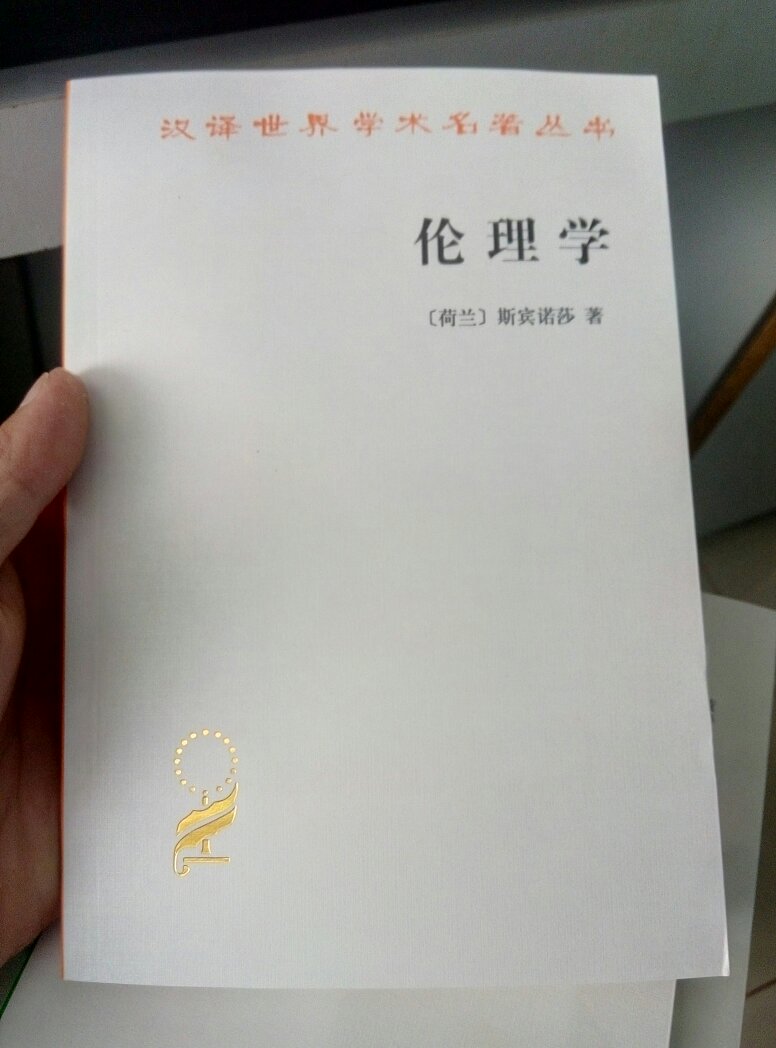 汉译世界学术名著丛书
伦理学
〔荷兰〕斯宾诺莎 著